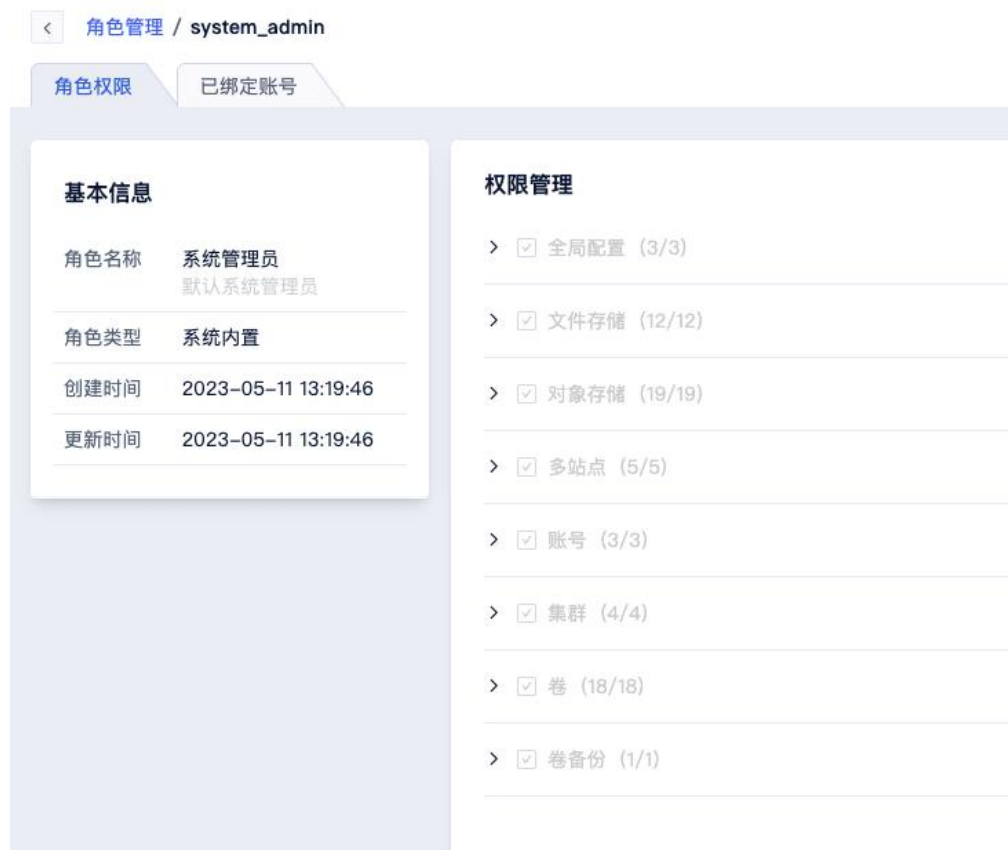 角色管理 / system_admin
角色权限 已绑定账号
基本信息
角色名称 系统管理员
默认系统管理员
角色类型 系统内置
创建时间 2023-05-11 13:19:46
更新时间 2023-05-11 13:19:46
权限管理
全局配置 (3/3)
文件存储 (12/12)
对象存储 (19/19)
多站点 (5/5)
账号 (3/3)
集群 (4/4)
卷 (18/18)
卷备份 (1/1)